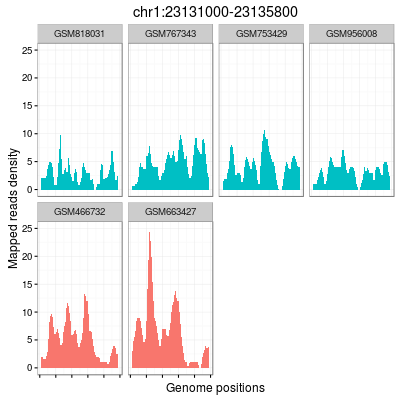 chr1:23131000-23135800
GSM818031 GSM767343 GSM753429 GSM956008
25
20
15
10
5
0
Mapped reads density
GSM466732 GSM663427
25
20
15
10
5
0
Genome positions